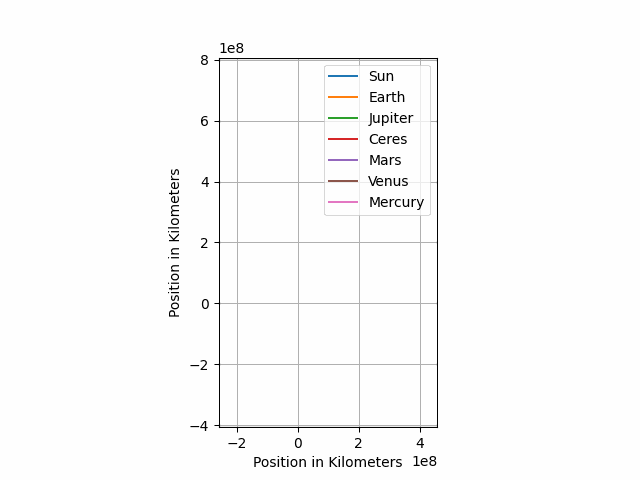 1e8
8
6
4
2
0
−2
−4
Position in Kilometers
Sun
Earth
Jupiter
Ceres
Mars
Venus
Mercury
−2 0 2 4
Position in Kilometers 1e8